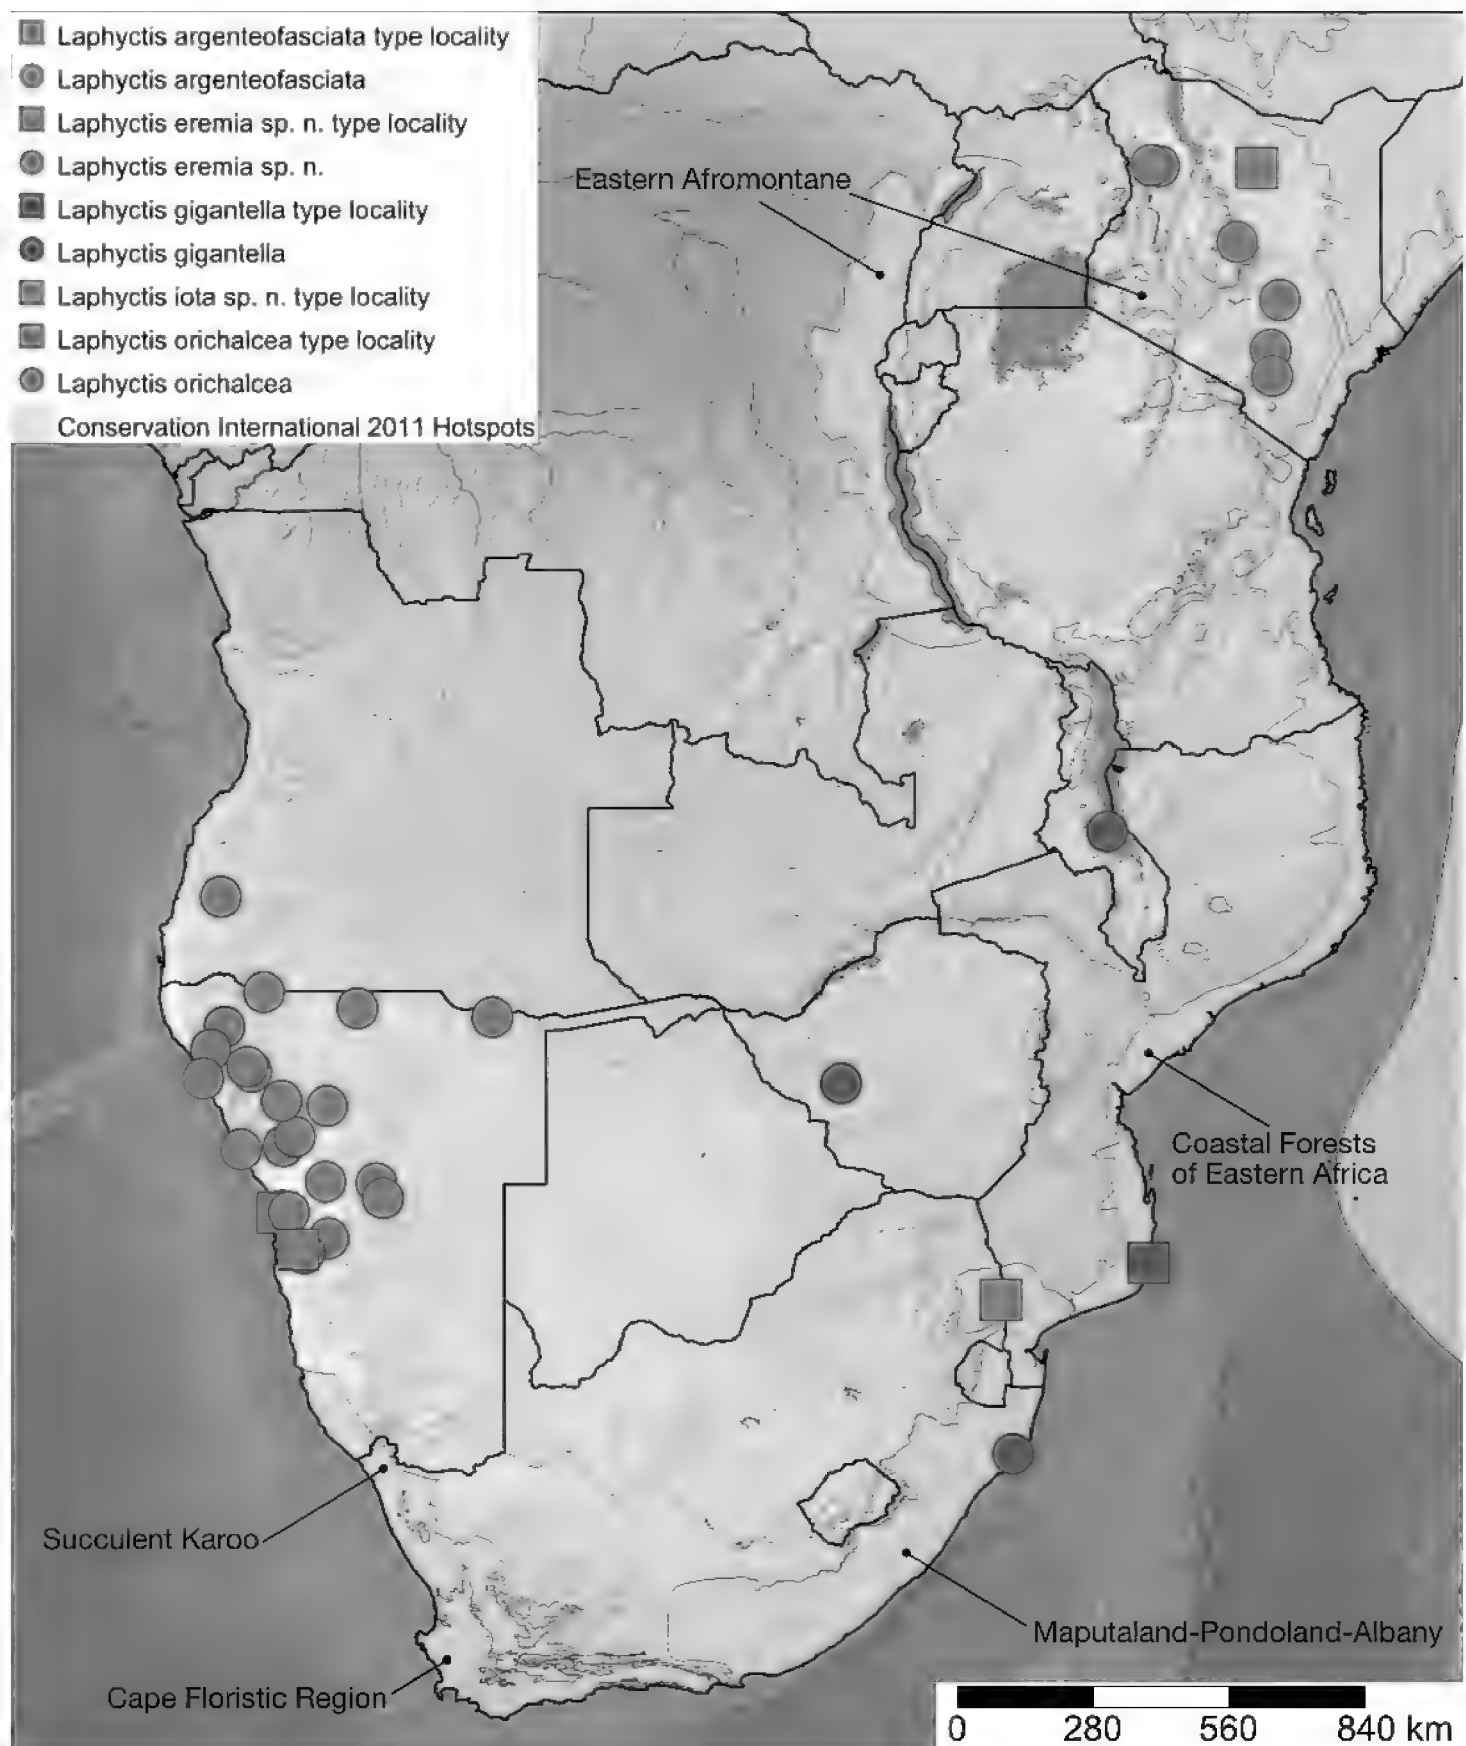 Laphyctis argenteofasciata type locality
Laphyctis argenteofasciata
Laphyctis eremia sp. n. type locality
Laphyctis eremia sp. n.
Laphyctis gigantella type locality
Laphyctis gigantella
Laphyctis iota sp. n. type locality
Laphyctis orichalcea type locality
Laphyctis orichalcea
Conservation International 2011 Hotspots
Eastern Afromontane
Coastal Forests
of Eastern Africa
Succulent Karoo
Maputaland-Pondoland-Albany
Cape Floristic Region
0 280 560 840 km